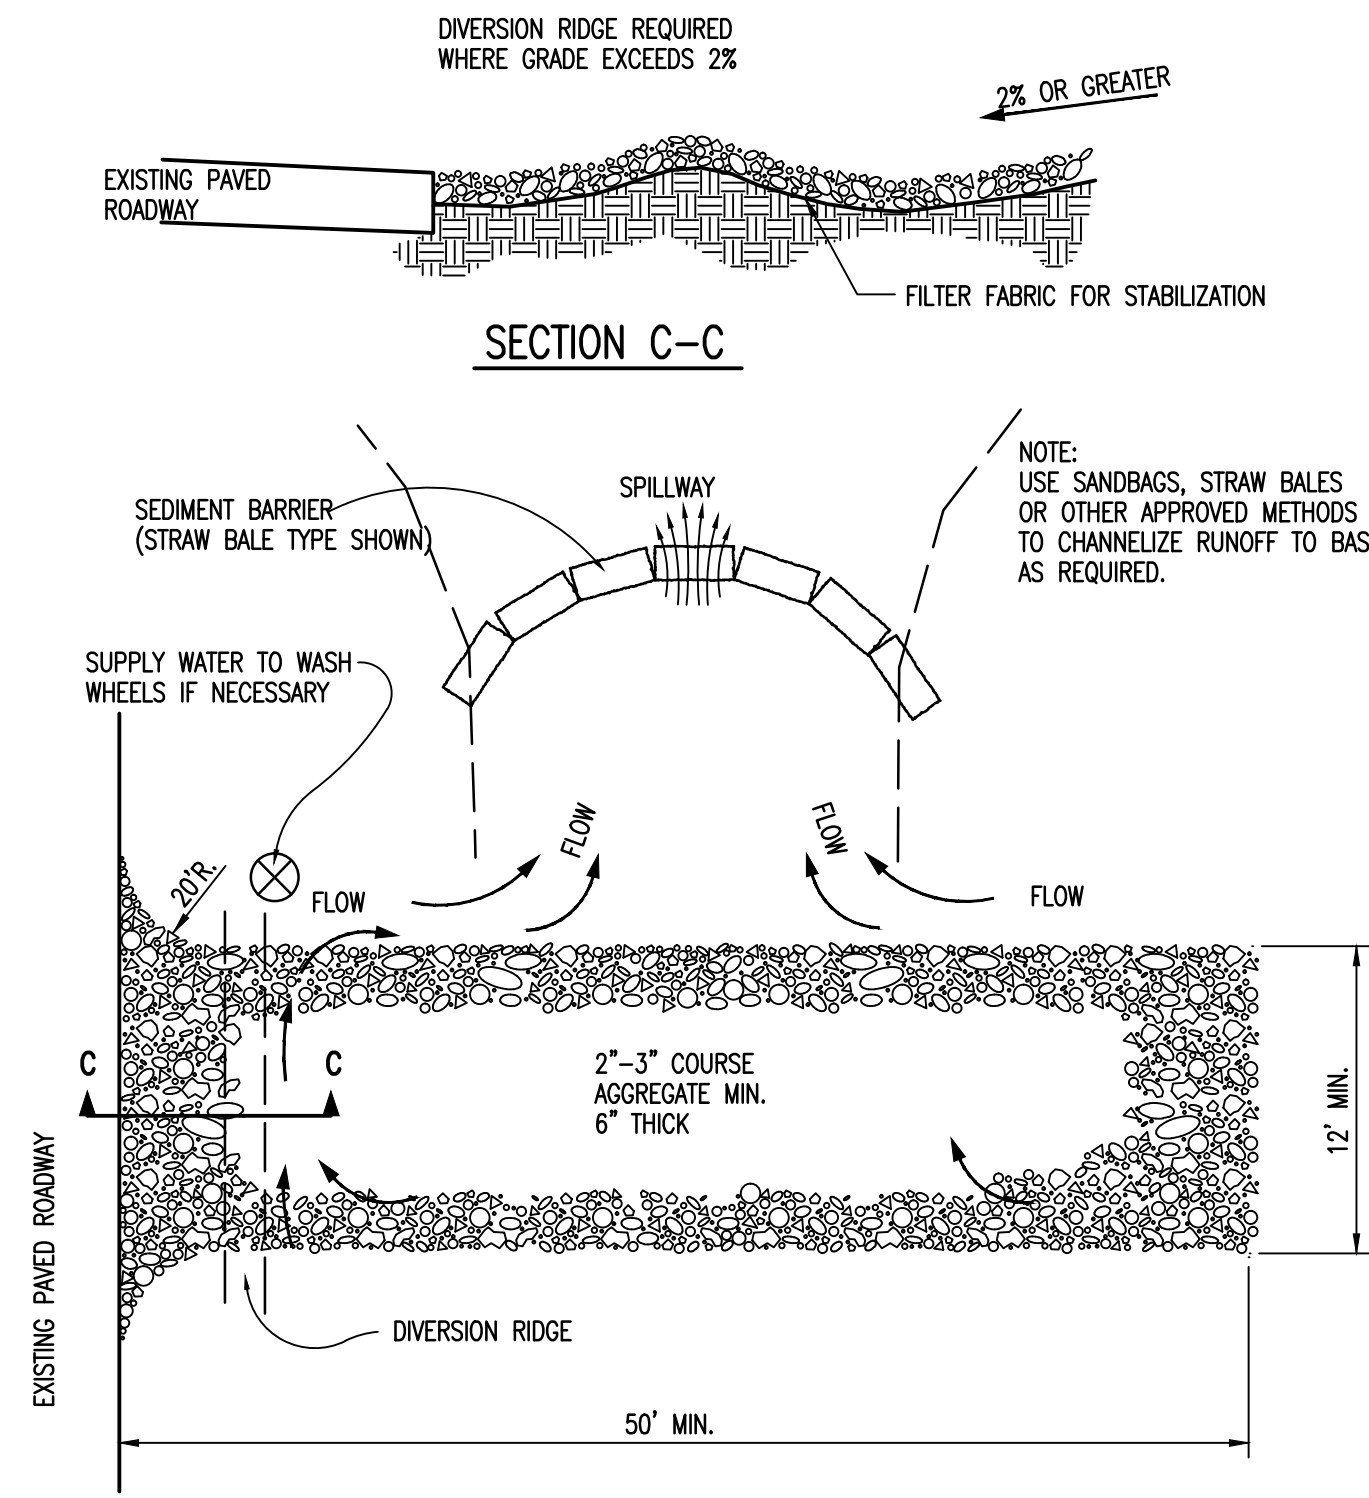 DIVERSION RIDGE REQUIRED
WHERE GRADE EXCEEDS 2%
2% OR GREATER
EXISTING PAVED
ROADWAY
FILTER FABRIC FOR STABILIZATION
SECTION C-C
NOTE:
USE SANDBAGS, STRAW BALES
OR OTHER APPROVED METHODS
TO CHANNELIZE RUNOFF TO BAS
AS REQUIRED.
SPILLWAY
SEDIMENT BARRIER
(STRAW BALE TYPE SHOWN)
SUPPLY WATER TO WASH
WHEELS IF NECESSARY
FLOW
FLOW
20'R.
FLOW
FLOW
C
C
2"-3" COURSE
AGGREGATE MIN.
6" THICK
12' MIN.
EXISTING PAVED ROADWAY
DIVERSION RIDGE
50' MIN.